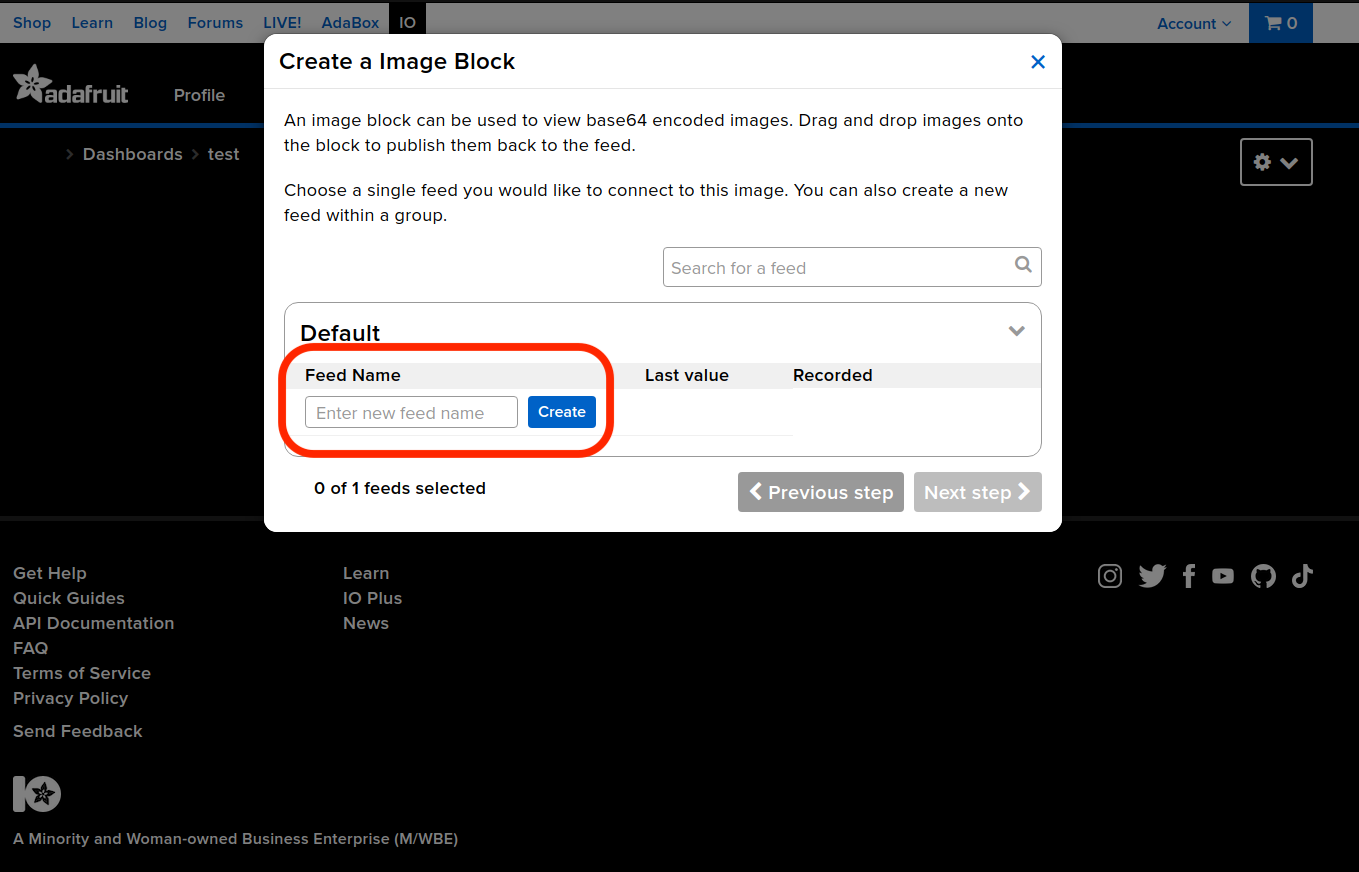 Shop Learn Blog Forums LIVE! AdaBox IO Account 0
Create a Image Block
adafruit Profile
An image block can be used to view base64 encoded images. Drag and drop images onto
the block to publish them back to the feed.
Dashboards test
Choose a single feed you would like to connect to this image. You can also create a new
feed within a group.
Search for a feed
Default
Feed Name Last value Recorded
Enter new feed name Create
0 of 1 feeds selected Previous step Next step
Get Help Learn
Quick Guides IO Plus
API Documentation News
FAQ
Terms of Service
Privacy Policy
Send Feedback
IO
A Minority and Woman-owned Business Enterprise (M/WBE)